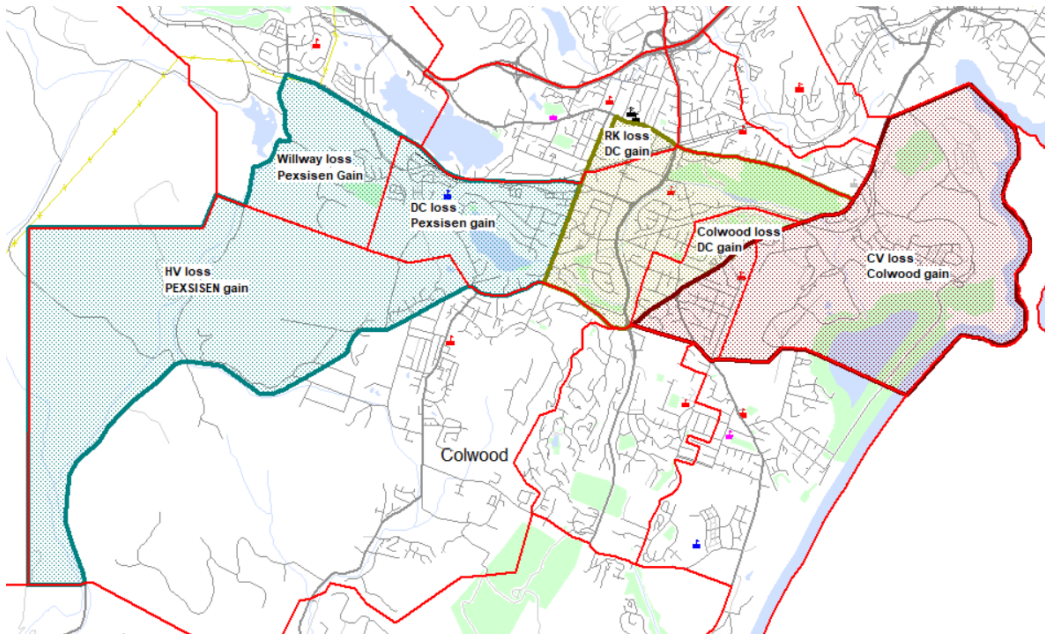 RK loss
DC gain
Willway loss
Pexsisen Gain
DC loss
Pexsisen gain
Colwood loss
DC gain
CV loss
Colwood gain
HV loss
PEXSISEN gain
Colwood